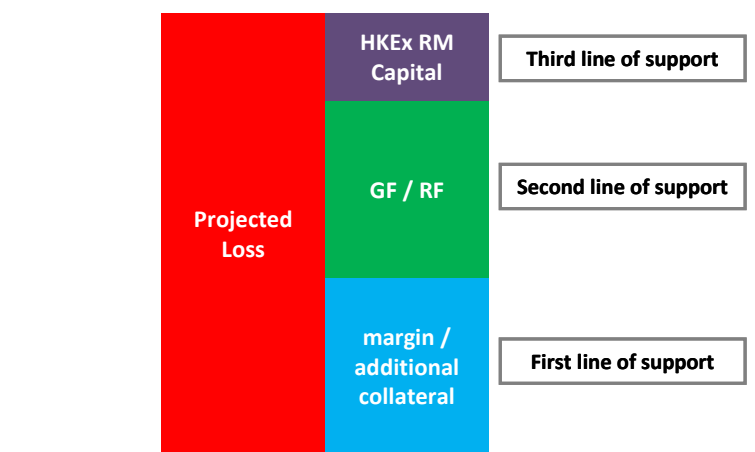 HKEx RM
Capital
Third line of support
GF / RF
Second line of support
Projected
Loss
margin /
additional
collateral
First line of support